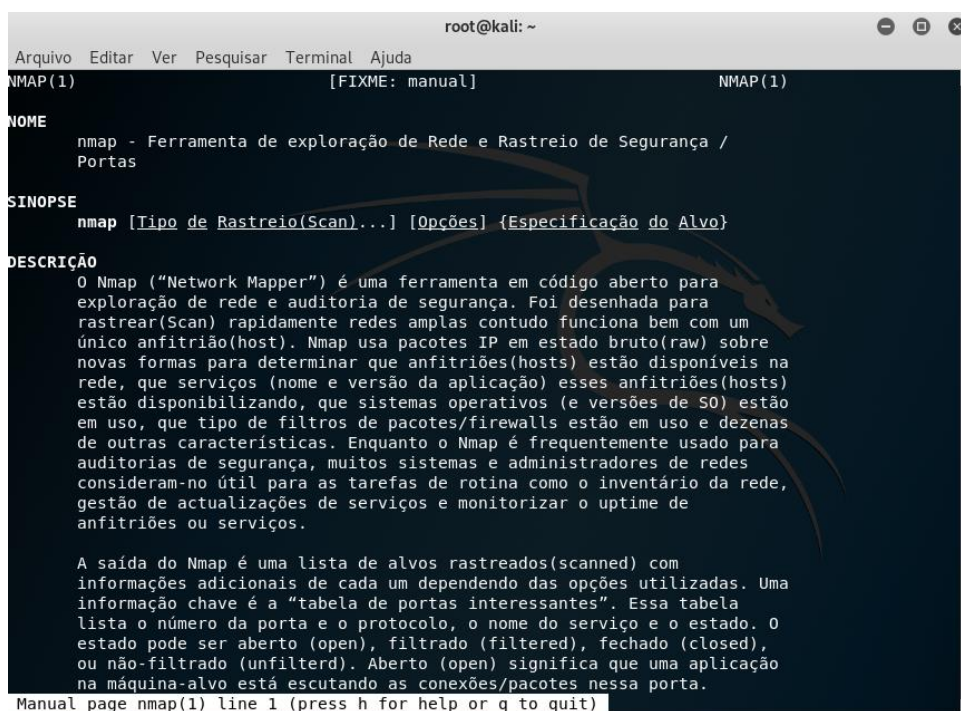 root@kali: ~
Arquivo Editar Ver Pesquisar Terminal Ajuda
NMAP(1) [FIXME: manual] NMAP(1)
NOME
nmap - Ferramenta de exploração de Rede e Rastreio de Segurança /
Portas
SINOPSE
nmap [Tipo de Rastreio(Scan)...] [Opções] {Especificação do Alvo}
DESCRIÇÃO
O Nmap (“Network Mapper”) é uma ferramenta em código aberto para
exploração de rede e auditoria de segurança. Foi desenhada para
rastrear(Scan) rapidamente redes amplas contudo funciona bem com um
único anfitrião(host). Nmap usa pacotes IP em estado bruto(raw) sobre
novas formas para determinar que anfitriões(hosts) estão disponíveis na
rede, que serviços (nome e versão da aplicação) esses anfitriões(hosts)
estão disponibilizando, que sistemas operativos (e versões de SO) estão
em uso, que tipo de filtros de pacotes/firewalls estão em uso e dezenas
de outras características. Enquanto o Nmap é frequentemente usado para
auditorias de segurança, muitos sistemas e administradores de redes
consideram-no útil para as tarefas de rotina como o inventário da rede,
gestão de actualizações de serviços e monitorizar o uptime de
anfitriões ou serviços.
A saída do Nmap é uma lista de alvos rastreados(scanned) com
informações adicionais de cada um dependendo das opções utilizadas. Uma
informação chave é a “tabela de portas interessantes”. Essa tabela
lista o número da porta e o protocolo, o nome do serviço e o estado. O
estado pode ser aberto (open), filtrado (filtered), fechado (closed),
ou não-filtrado (unfilterd). Aberto (open) significa que uma aplicação
na máquina-alvo está escutando as conexões/pacotes nessa porta.
Manual page nmap(1) line 1 (press h for help or q to quit)